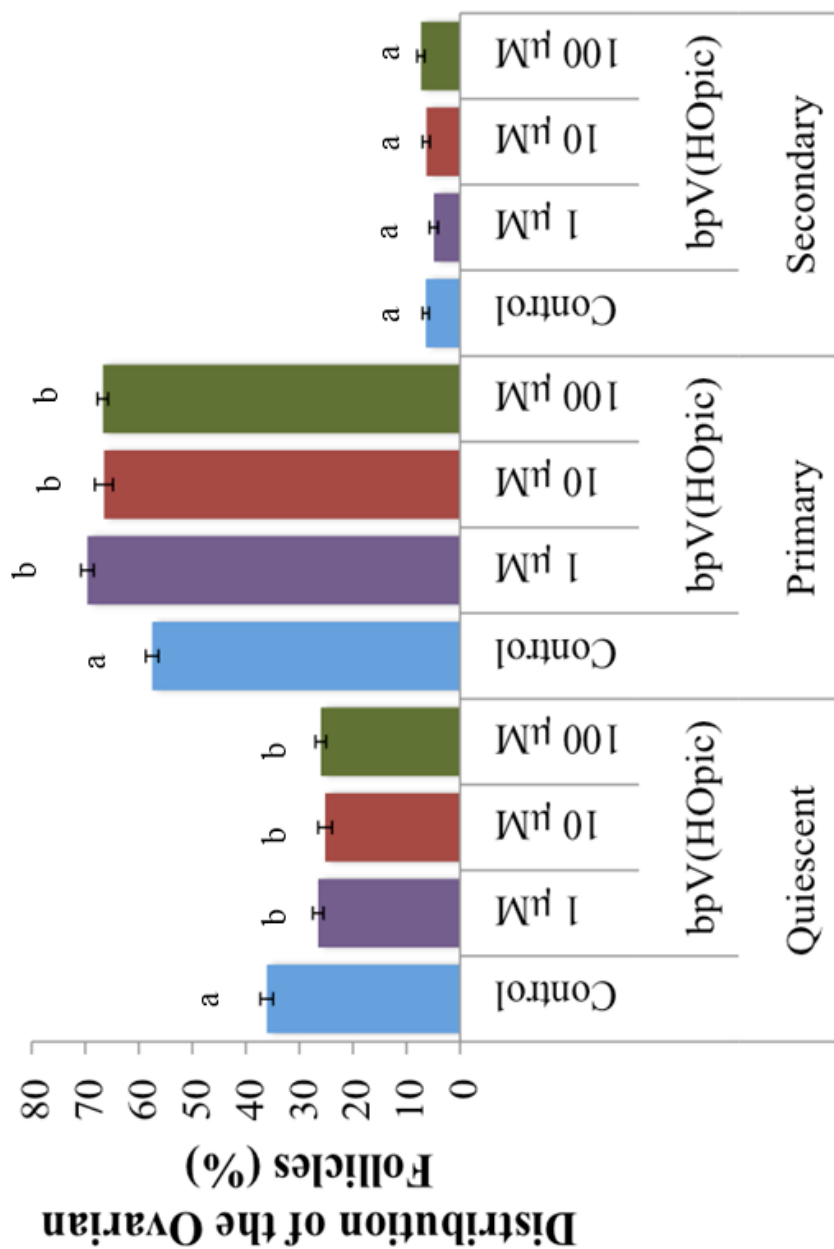 Distribution of the Ovarian
Follicles (%)
80
70
60
50
40
30
20
10
0
a
b
b
b
a
b
b
b
a
a
a
a
Control
1 µM
10 µM
100 µM
Control
1 µM
10 µM
100 µM
Control
1 µM
10 µM
100 µM
bpV(HOpic)
bpV(HOpic)
bpV(HOpic)
Quiescent
Primary
Secondary